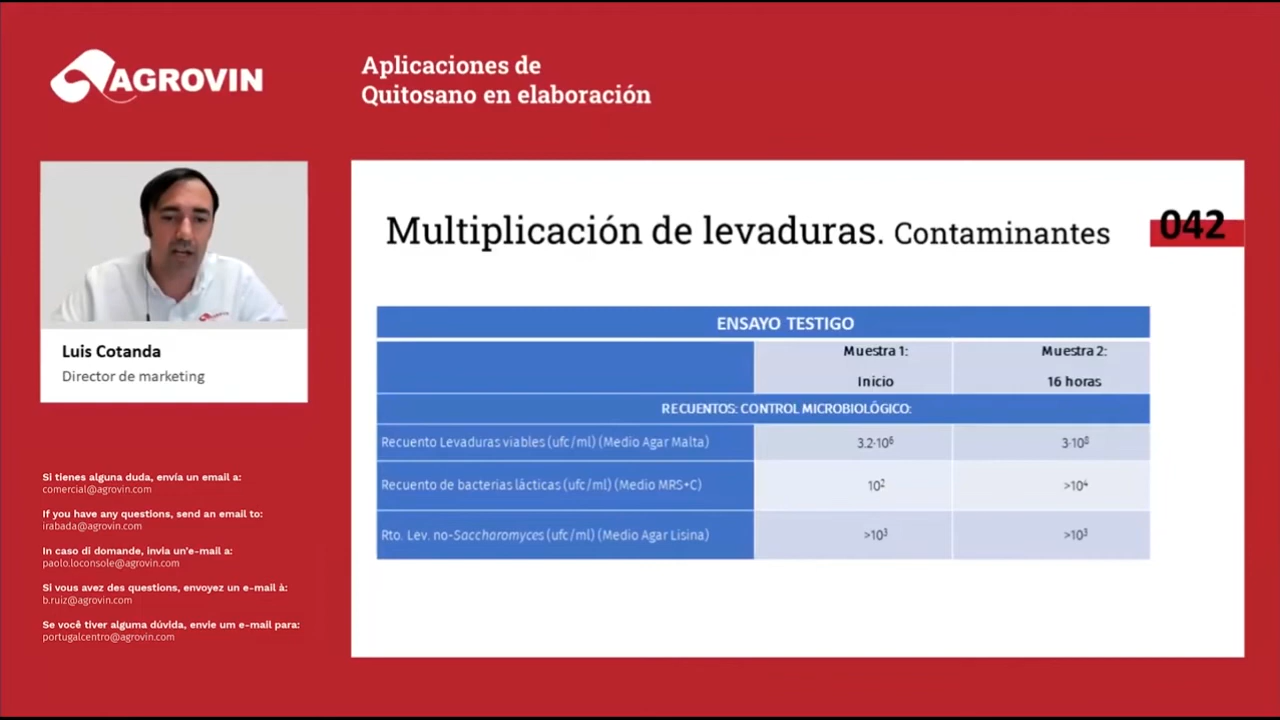 AGROVIN
Aplicaciones de
Quitosano en elaboración
Luis Cotanda
Director de marketing
Si tienes alguna duda, envía un email a:
comercial@agrovin.com
If you have any questions, send an email to:
irabada@agrovin.com
In caso di domande, invia un'e-mail a:
paolo.loconsole@agrovin.com
Si vous avez des questions, envoyez un e-mail à:
b.ruiz@agrovin.com
Se você tiver alguma dúvida, envie um e-mail para:
portugalcentro@agrovin.com
Multiplicación de levaduras. Contaminantes
042
ENSAYO TESTIGO
Muestra 1:
Inicio
Muestra 2:
16 horas
RECUENTOS: CONTROL MICROBIOLÓGICO:
Recuento Levaduras viables (ufc/ml) (Medio Agar Malta) 3.2·10⁶ 3·10⁸
Recuento de bacterias lácticas (ufc/ml) (Medio MRS+C) 10² >10⁴
Rto. Lev. no-Saccharomyces (ufc/ml) (Medio Agar Lisina) >10³ >10³